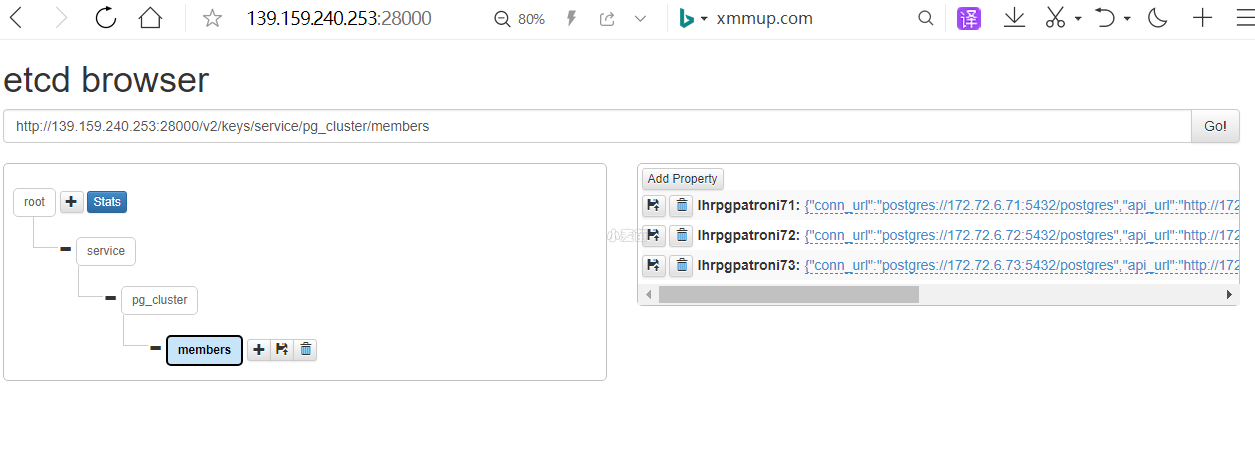 139.159.240.253:28000 80% xmmup.com 译
etcd browser
http://139.159.240.253:28000/v2/keys/service/pg_cluster/members Go!
root Stats
service
pg_cluster
members
Add Property
lhrpgpatroni71: {"conn_url":"postgres://172.72.6.71:5432/postgres","api_url":"http://172
lhrpgpatroni72: {"conn_url":"postgres://172.72.6.72:5432/postgres","api_url":"http://172
lhrpgpatroni73: {"conn_url":"postgres://172.72.6.73:5432/postgres","api_url":"http://172